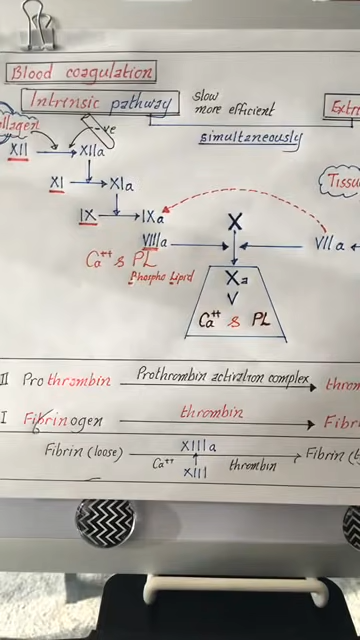 Blood coagulation
Intrinsic pathway
Slow
more efficient
Extr
simultaneously
ollagen
-ve
XII → XIIa
XI → XIa
IX → IXa
X
Tissu
VIIIa
VIIa
Ca++ & PL
Phospho Lipid
Xa
V
Ca++ & PL
II Prothrombin Prothrombin activation complex throm
I Fibrinogen thrombin Fibr
Fibrin (loose) XIIIa Fibrin (t
Ca++ XIII thrombin